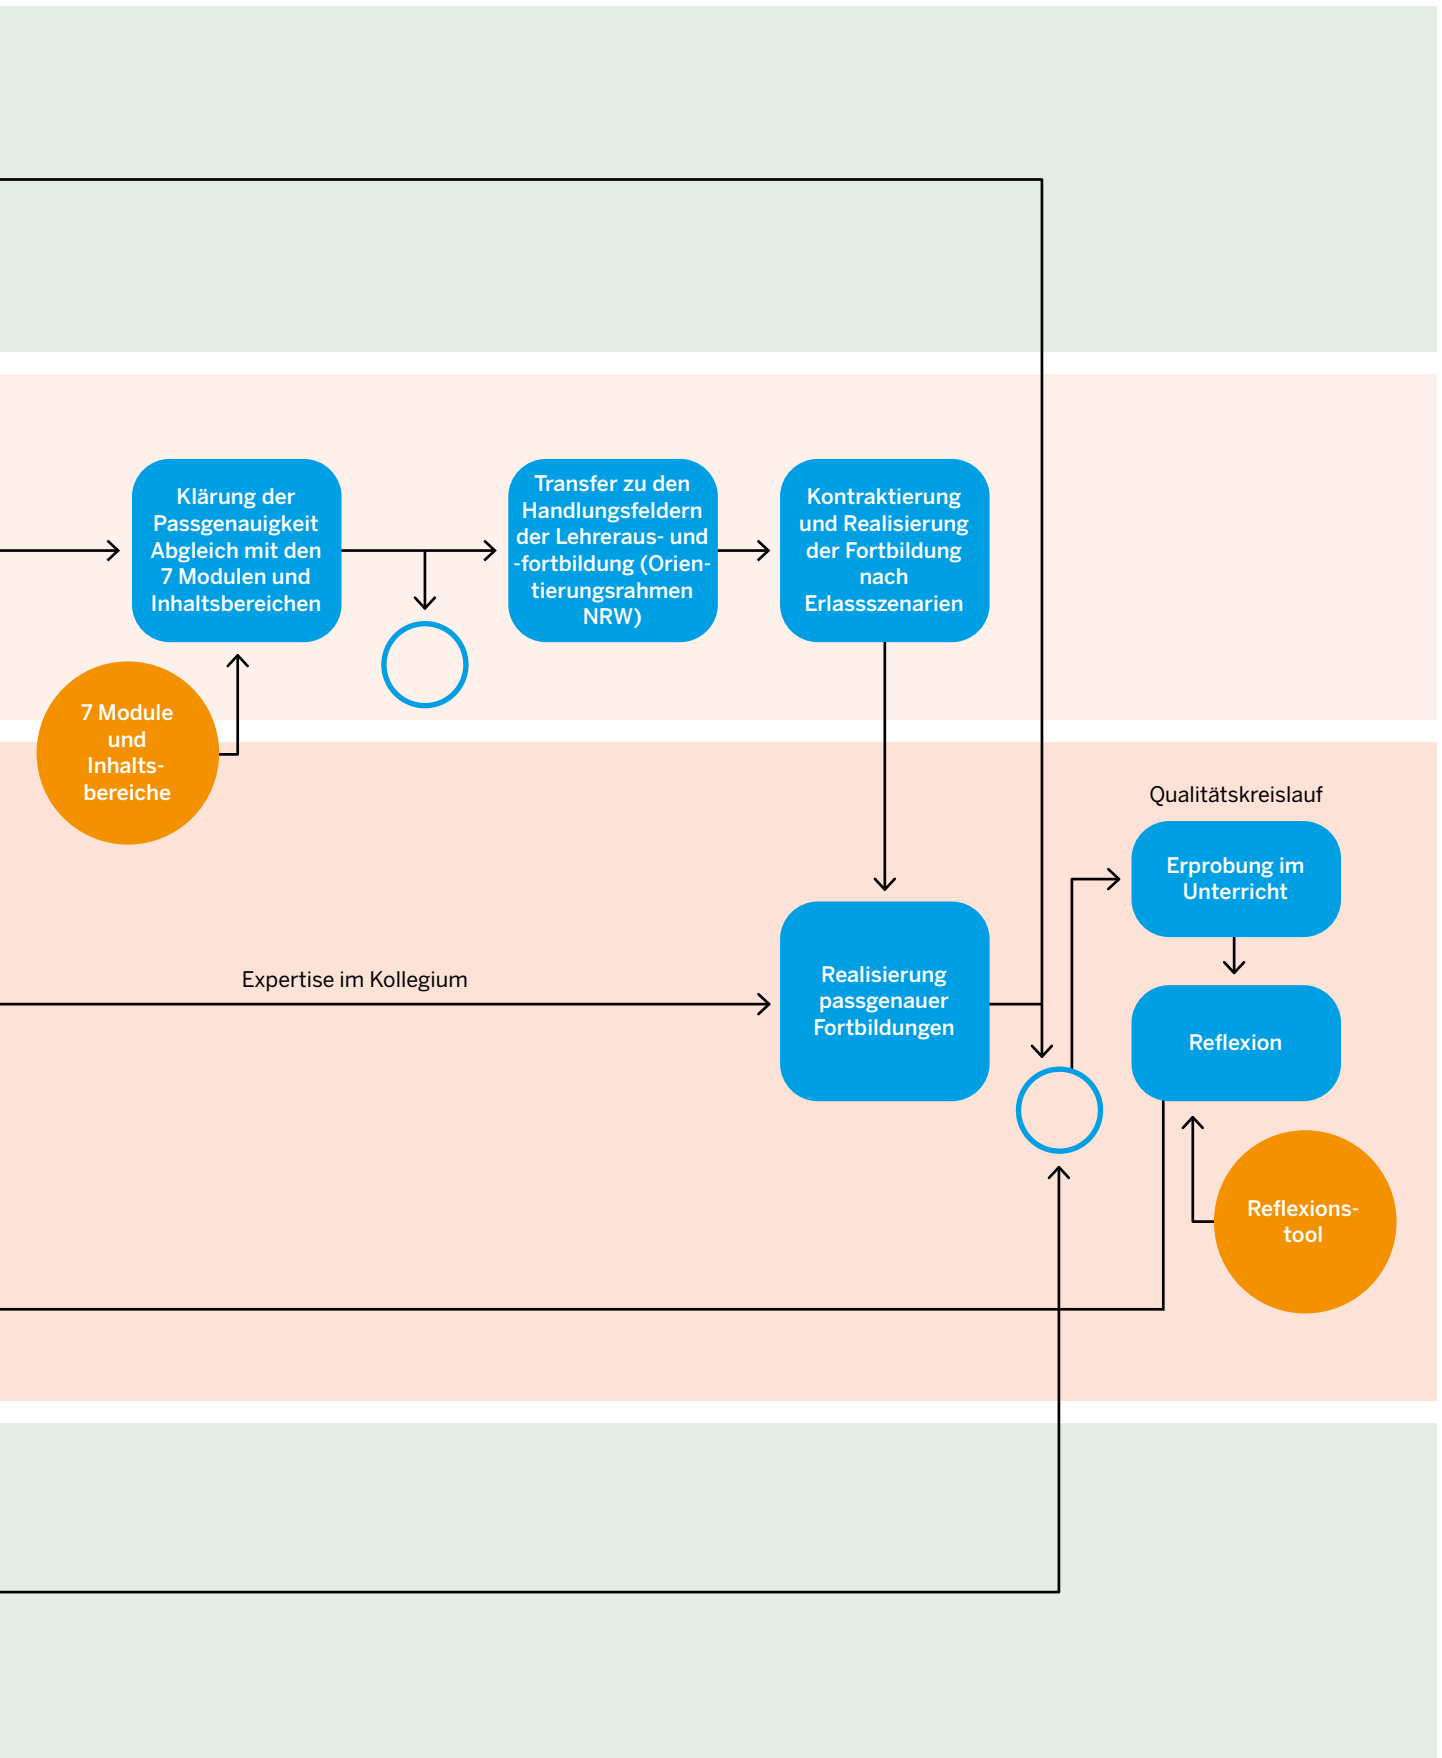 Klärung der
Passgenauigkeit
Abgleich mit den
7 Modulen und
Inhaltsbereichen
Transfer zu den
Handlungsfeldern
der Lehreraus- und
-fortbildung (Orien-
tierungsrahmen
NRW)
Kontraktierung
und Realisierung
der Fortbildung
nach
Erlassszenarien
7 Module
und
Inhalts-
bereiche
Qualitätskreislauf
Erprobung im
Unterricht
Expertise im Kollegium
Realisierung
passgenauer
Fortbildungen
Reflexion
Reflexions-
tool